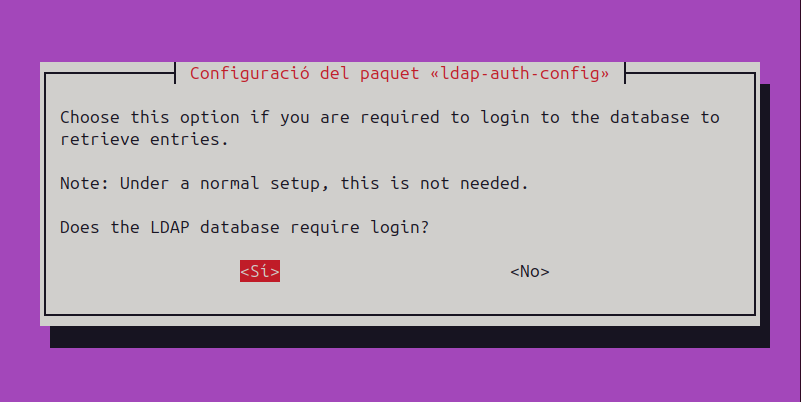 Configuració del paquet «ldap-auth-config»
Choose this option if you are required to login to the database to
retrieve entries.
Note: Under a normal setup, this is not needed.
Does the LDAP database require login?
<Sí> <No>